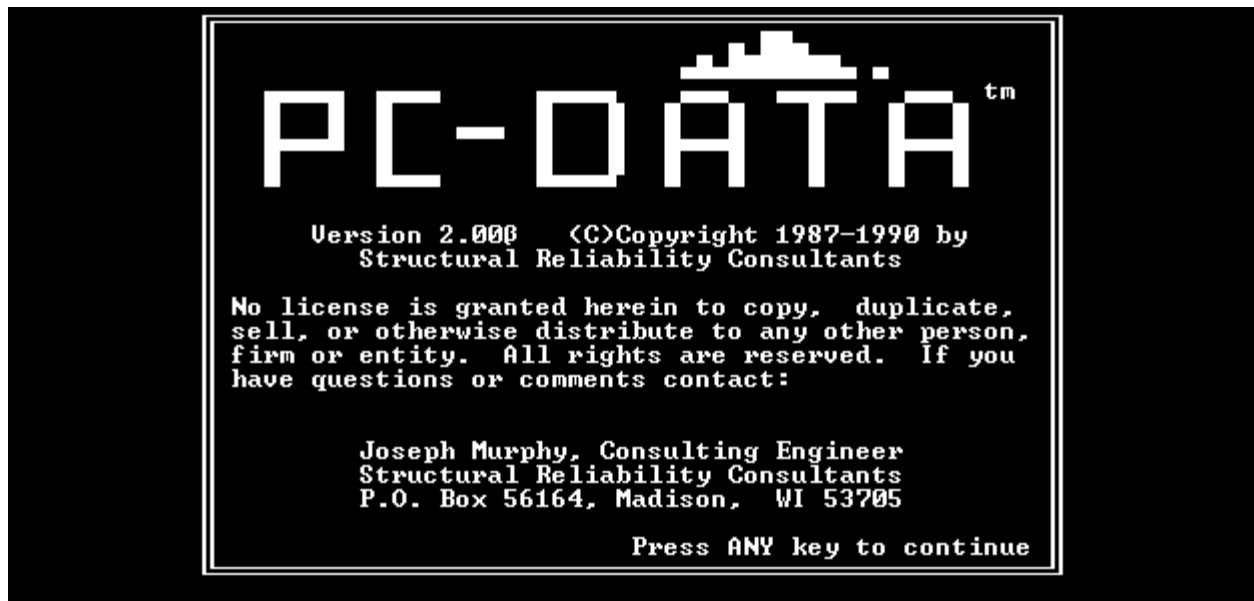 PC-DATA tm
Version 2.00β (C)Copyright 1987-1990 by
Structural Reliability Consultants
No license is granted herein to copy, duplicate,
sell, or otherwise distribute to any other person,
firm or entity. All rights are reserved. If you
have questions or comments contact:
Joseph Murphy, Consulting Engineer
Structural Reliability Consultants
P.O. Box 56164, Madison, WI 53705
Press ANY key to continue